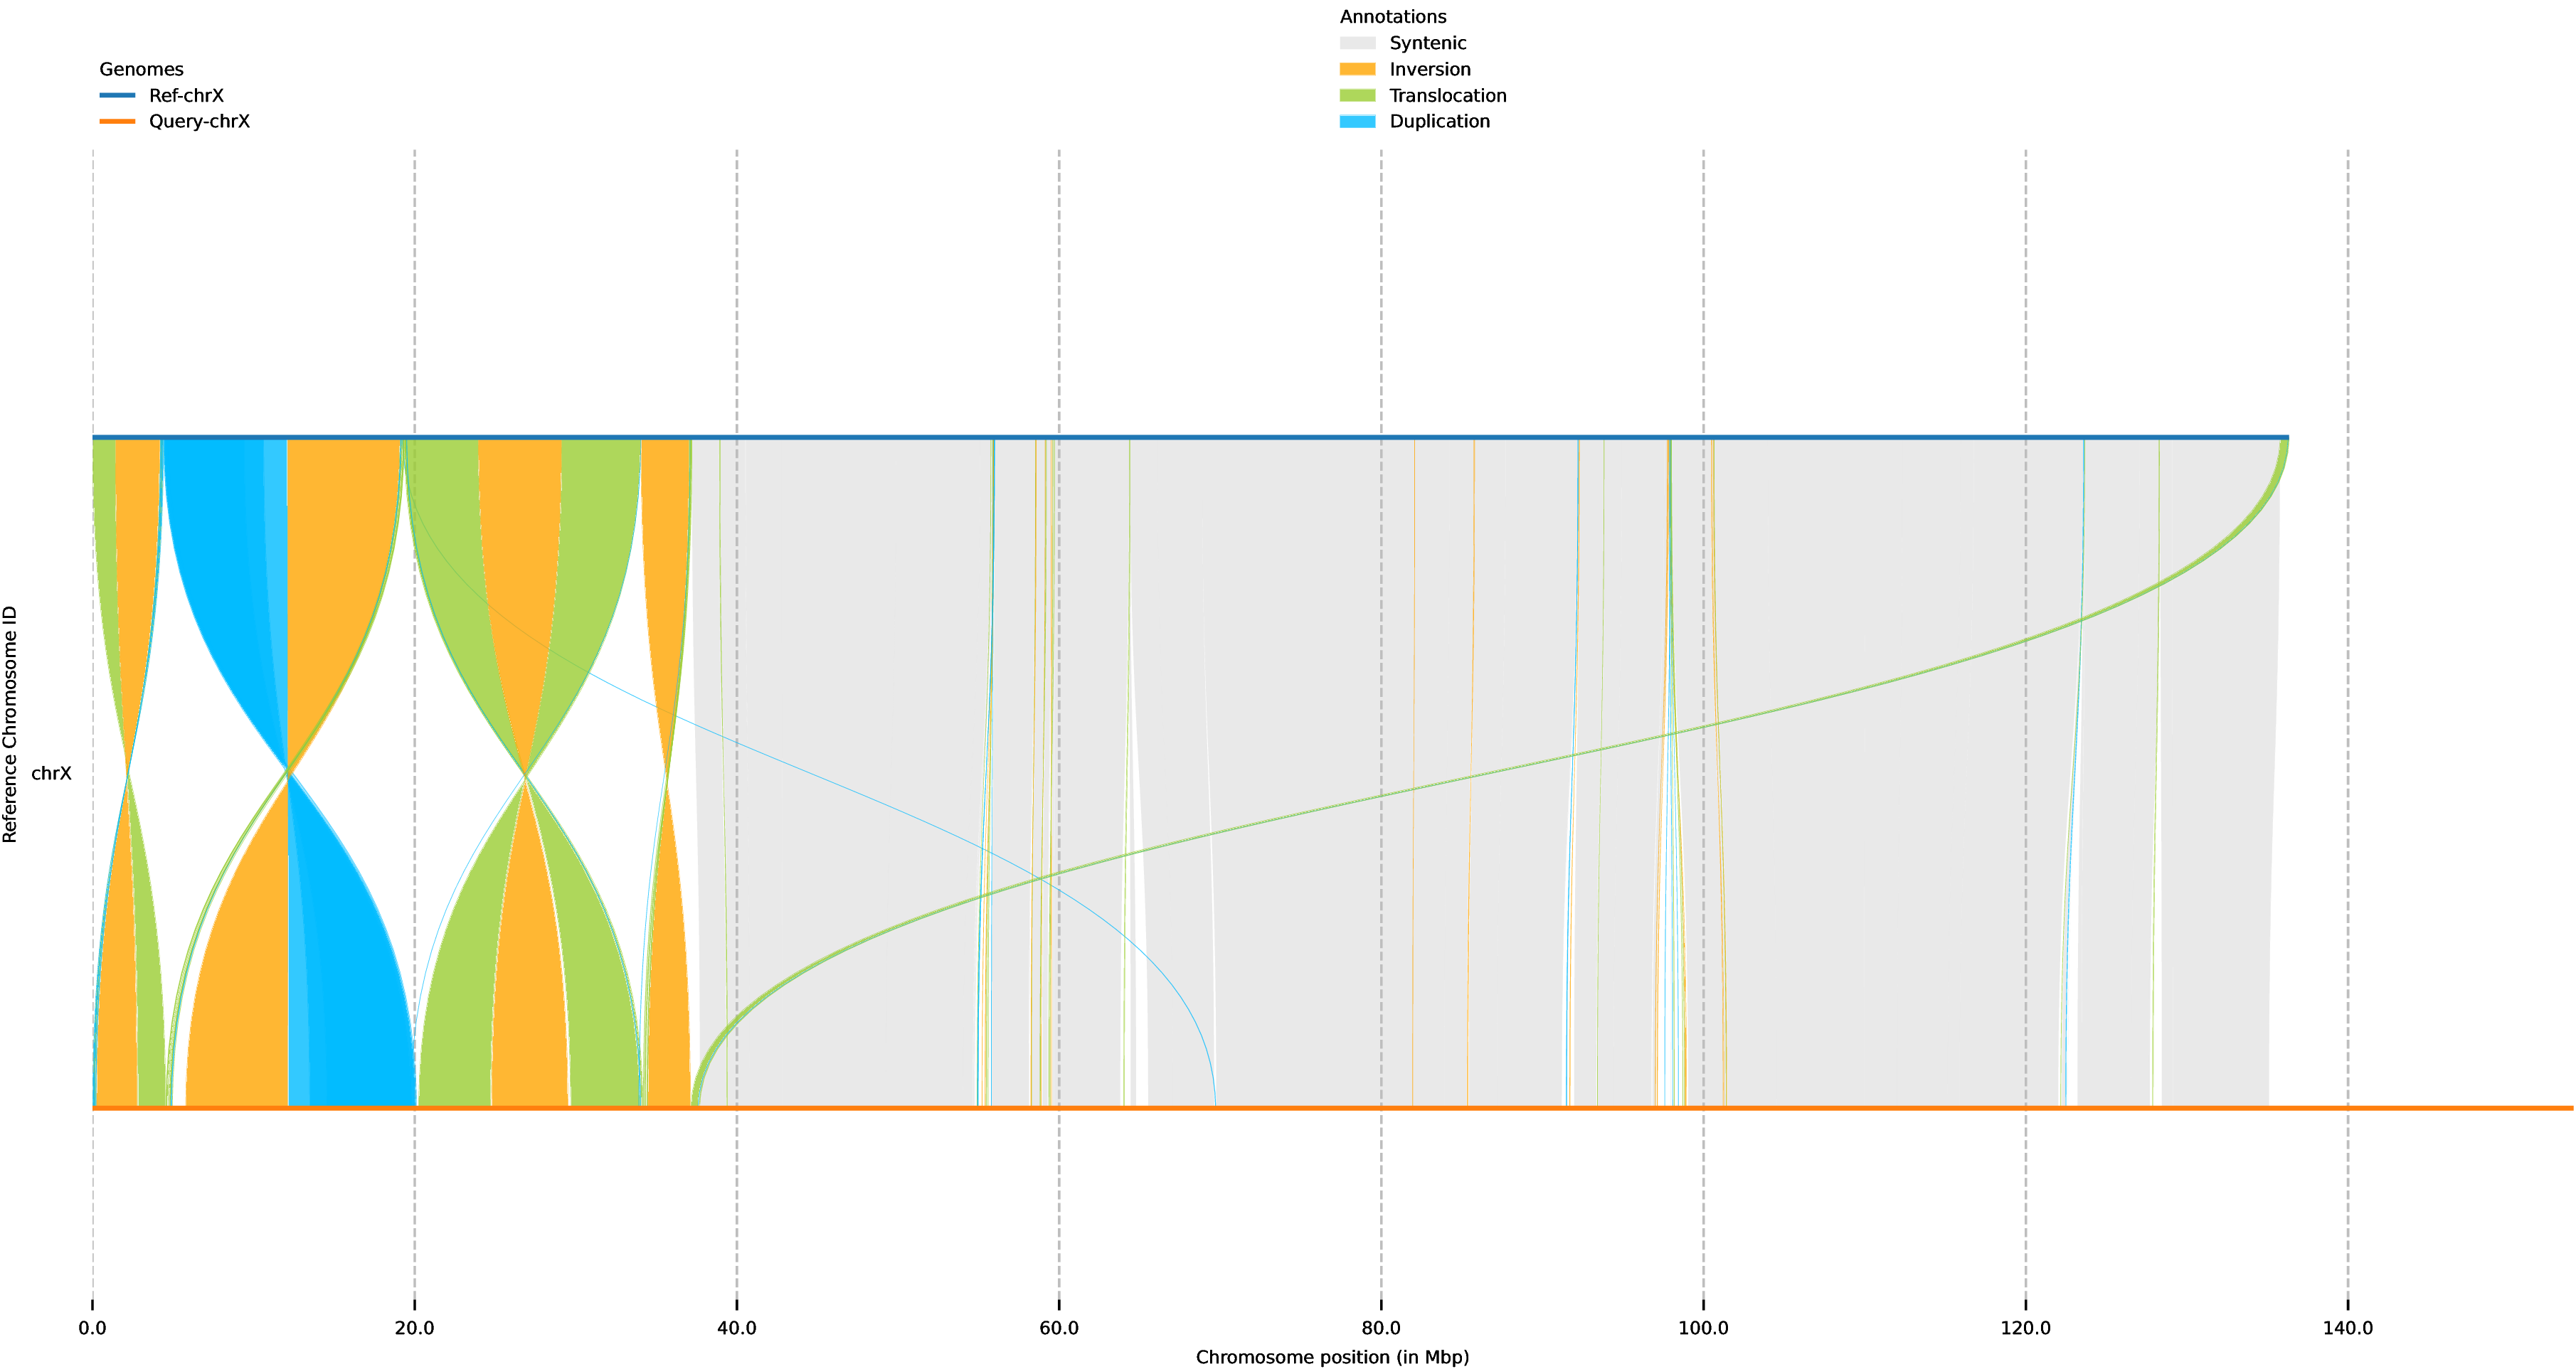 Genomes
Ref-chrX
Query-chrX
Annotations
Syntenic
Inversion
Translocation
Duplication
Reference Chromosome ID
chrX
0.0 20.0 40.0 60.0 80.0 100.0 120.0 140.0
Chromosome position (in Mbp)